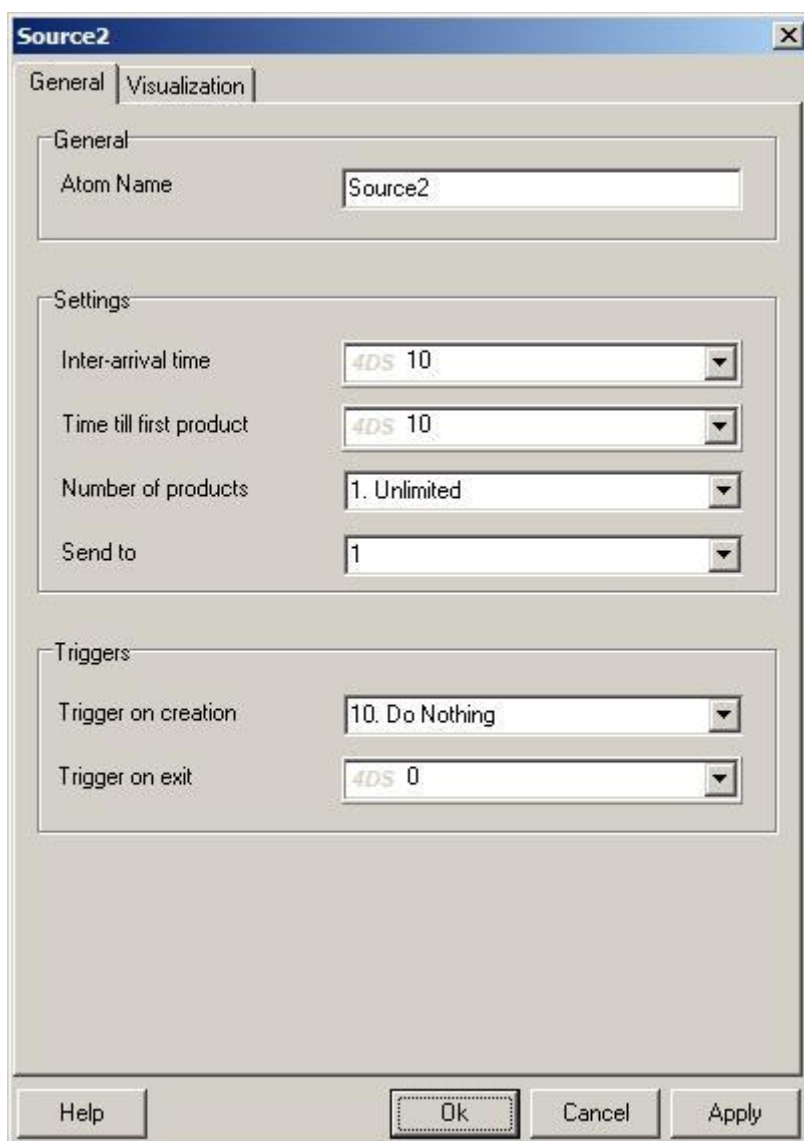 Source2
General Visualization
General
Atom Name Source2
Settings
Inter-arrival time 4DS 10
Time till first product 4DS 10
Number of products 1. Unlimited
Send to 1
Triggers
Trigger on creation 10. Do Nothing
Trigger on exit 4DS 0
Help Ok Cancel Apply